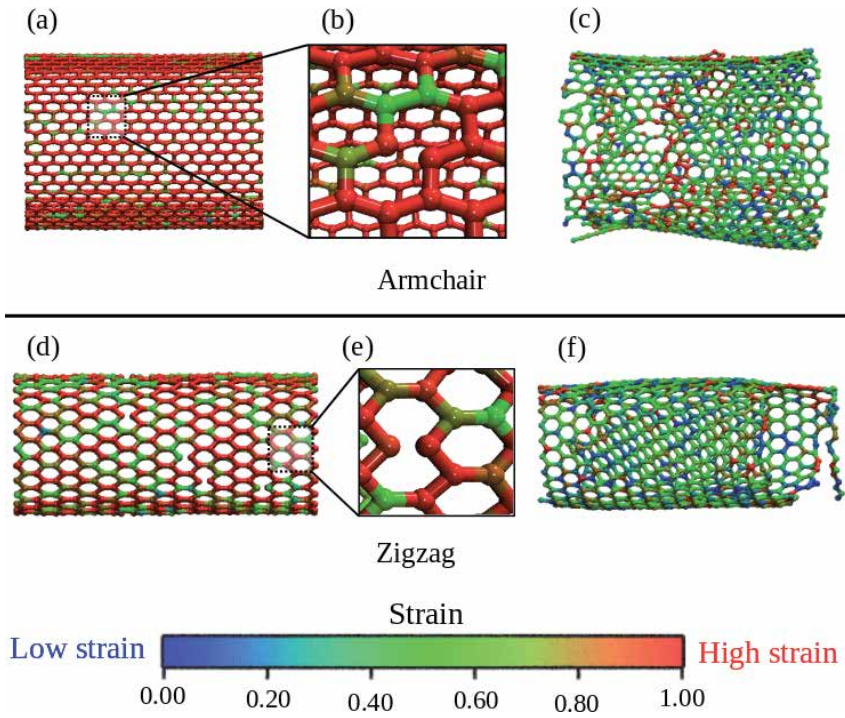 (a)
(b)
(c)
Armchair
(d)
(e)
(f)
Zigzag
Strain
Low strain
High strain
0.00
0.20
0.40
0.60
0.80
1.00